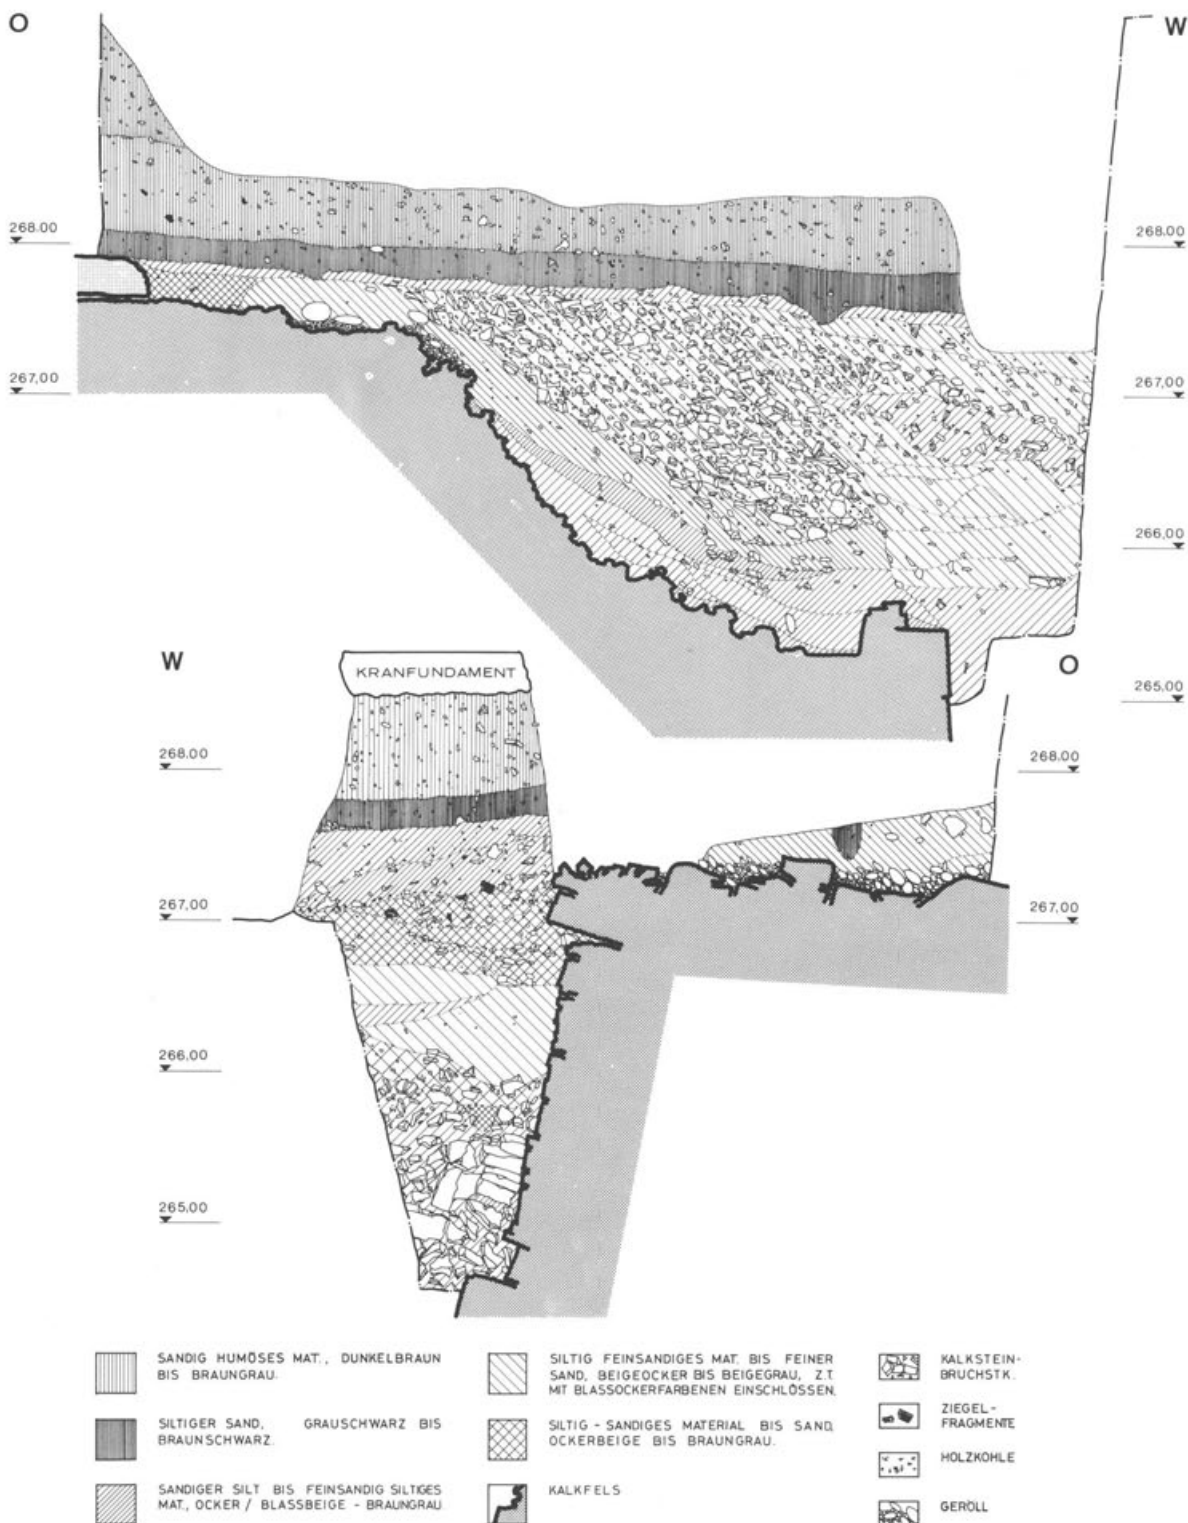 O
W
268.00
268.00
267,00
267,00
266,00
265,00
W
KRANFUNDAMENT
O
268.00
268.00
267,00
267,00
266,00
265,00
SANDIG HUMÖSES MAT., DUNKELBRAUN
BIS BRAUNGRAU.
SILTIGER SAND, GRAUSCHWARZ BIS
BRAUNSCHWARZ.
SANDIGER SILT BIS FEINSANDIG SILTIGES
MAT., OCKER / BLASSBEIGE - BRAUNGRAU
SILTIG FEINSANDIGES MAT. BIS FEINER
SAND, BEIGEOCKER BIS BEIGEGRAU, Z.T.
MIT BLASSOCKERFARBENEN EINSCHLÖSSEN.
SILTIG - SANDIGES MATERIAL BIS SAND,
OCKERBEIGE BIS BRAUNGRAU.
KALKFELS
KALKSTEIN-
BRUCHSTK.
ZIEGEL-
FRAGMENTE
HOLZKOHLE
GERÖLL